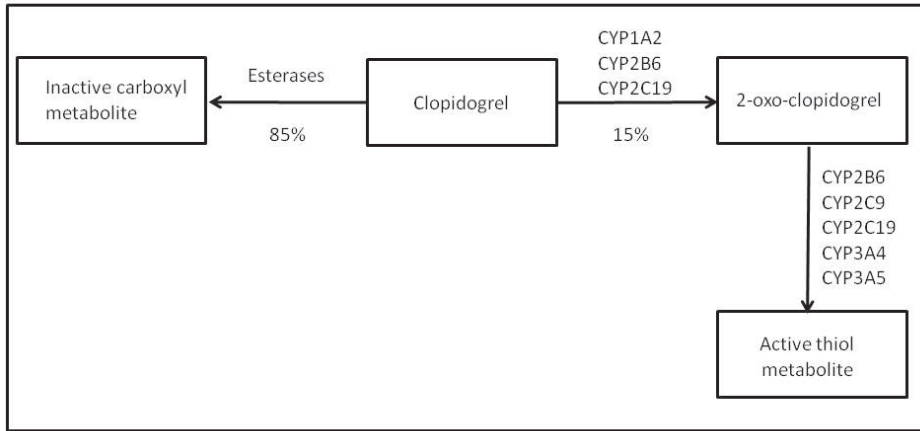 Inactive carboxyl
metabolite
Esterases
85%
Clopidogrel
CYP1A2
CYP2B6
CYP2C19
15%
2-oxo-clopidogrel
CYP2B6
CYP2C9
CYP2C19
CYP3A4
CYP3A5
Active thiol
metabolite